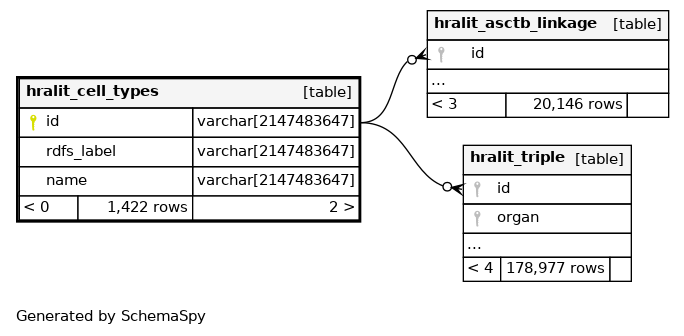 hralit_asctb_linkage [table]
id
...
< 3 20,146 rows
hralit_cell_types [table]
id varchar[2147483647]
rdfs_label varchar[2147483647]
name varchar[2147483647]
< 0 1,422 rows 2 >
hralit_triple [table]
id
organ
...
< 4 178,977 rows
Generated by SchemaSpy